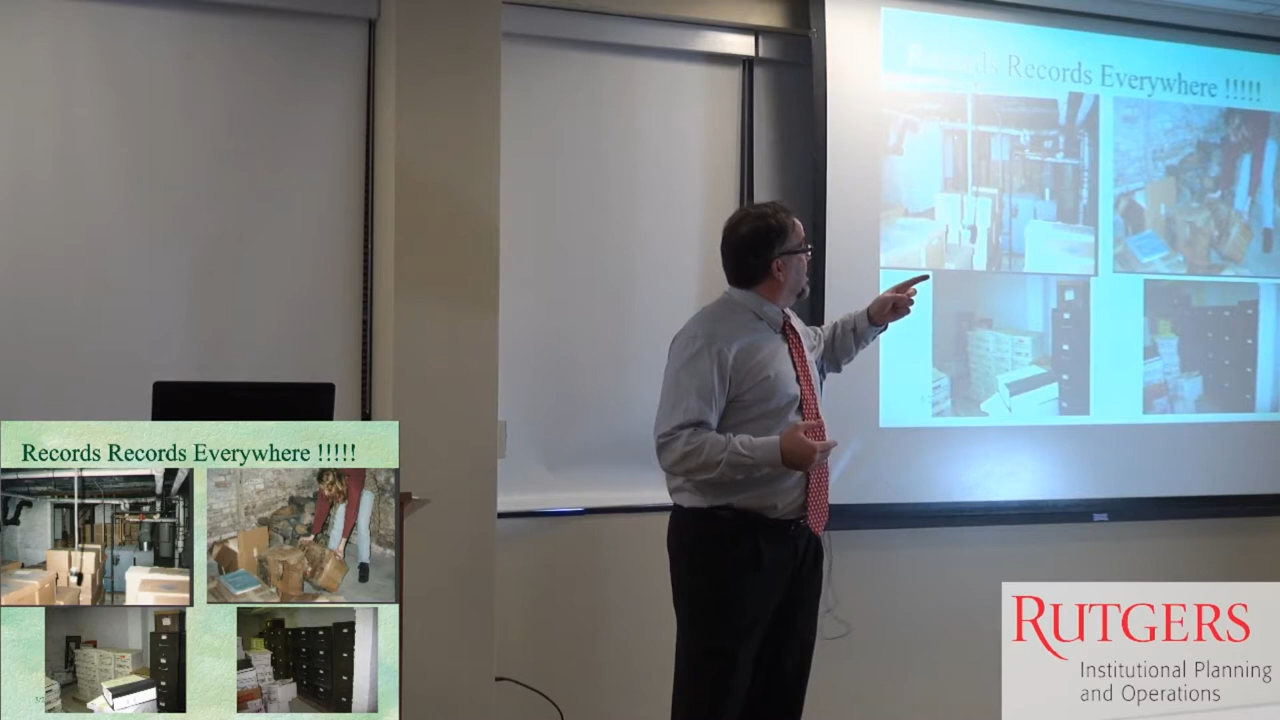 Records Records Everywhere !!!!!
Records Records Everywhere !!!!!
RUTGERS
Institutional Planning
and Operations